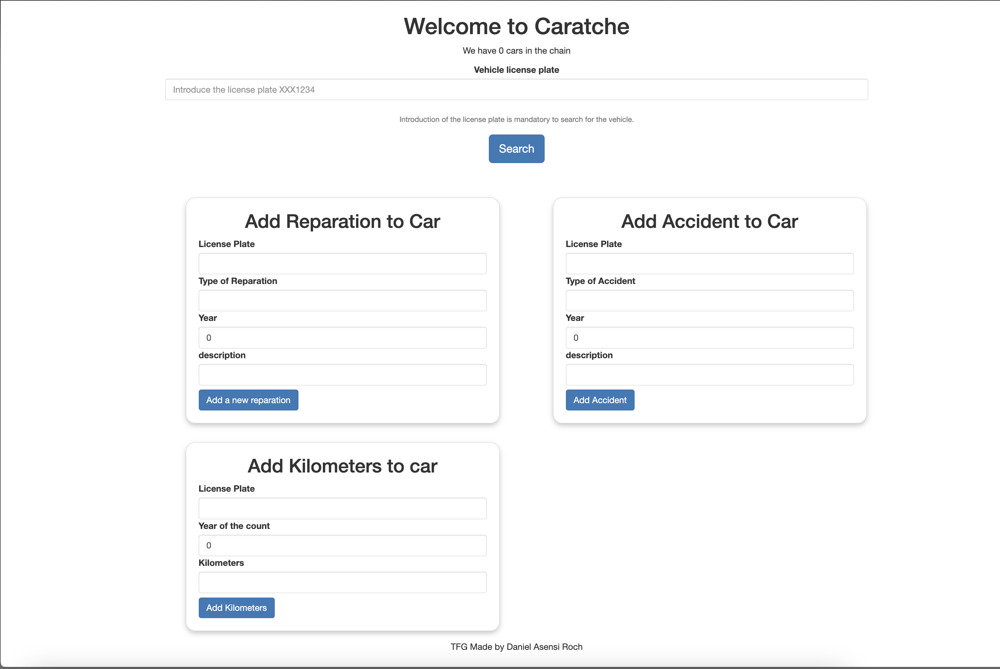 Welcome to Caratche
We have 0 cars in the chain
Vehicle license plate
Introduce the license plate XXX1234
Introduction of the license plate is mandatory to search for the vehicle.
Search
Add Reparation to Car
License Plate
Type of Reparation
Year
0
description
Add a new reparation
Add Accident to Car
License Plate
Type of Accident
Year
0
description
Add Accident
Add Kilometers to car
License Plate
Year of the count
0
Kilometers
Add Kilometers
TFG Made by Daniel Asensi Roch